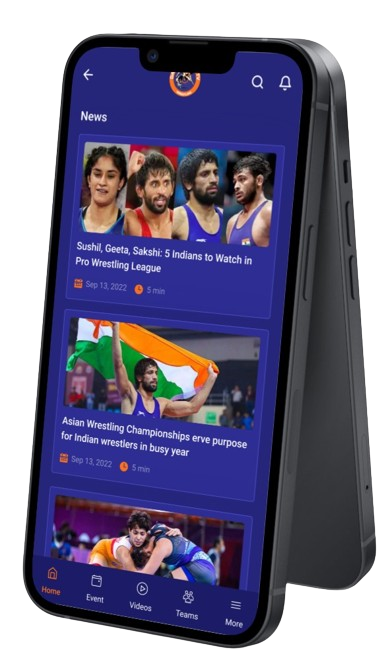 News
Sushil, Geeta, Sakshi: 5 Indians to Watch in
Pro Wrestling League
Sep 13, 2022 5 min
Asian Wrestling Championships erve purpose
for Indian wrestlers in busy year
Sep 13, 2022 5 min
Home Event Videos Teams More